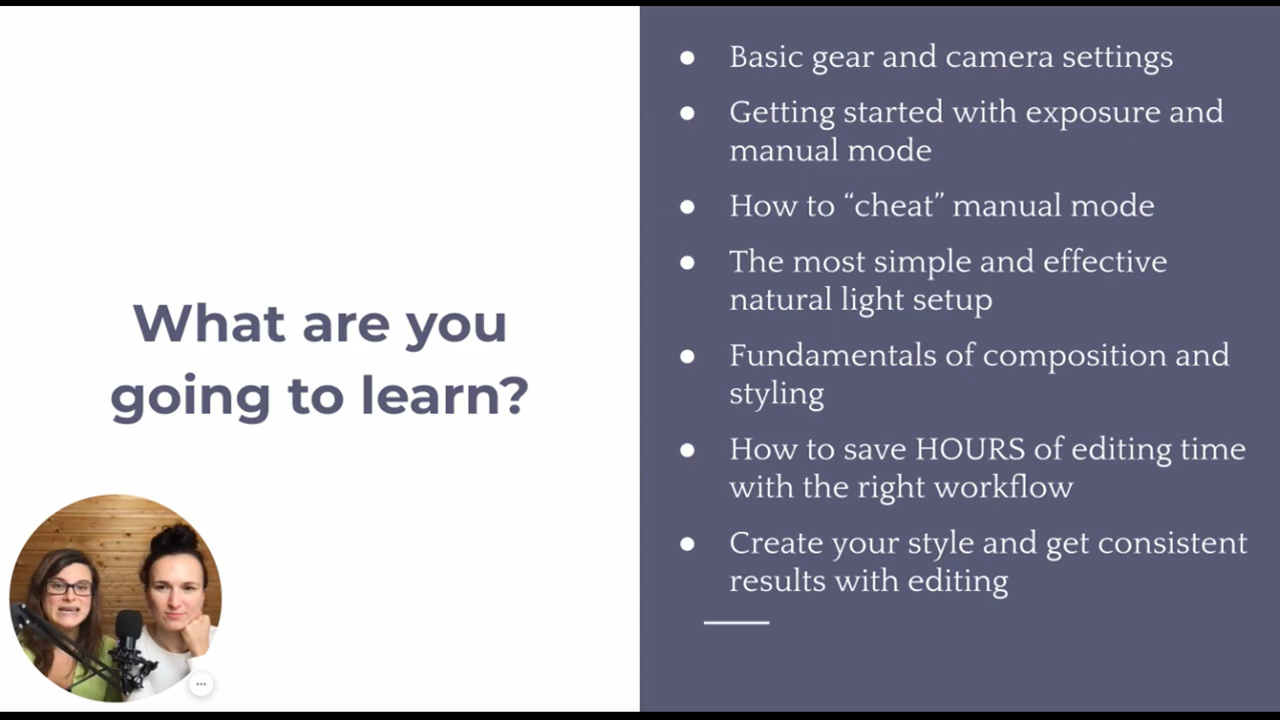 What are you
going to learn?
● Basic gear and camera settings
● Getting started with exposure and
manual mode
● How to “cheat” manual mode
● The most simple and effective
natural light setup
● Fundamentals of composition and
styling
● How to save HOURS of editing time
with the right workflow
● Create your style and get consistent
results with editing